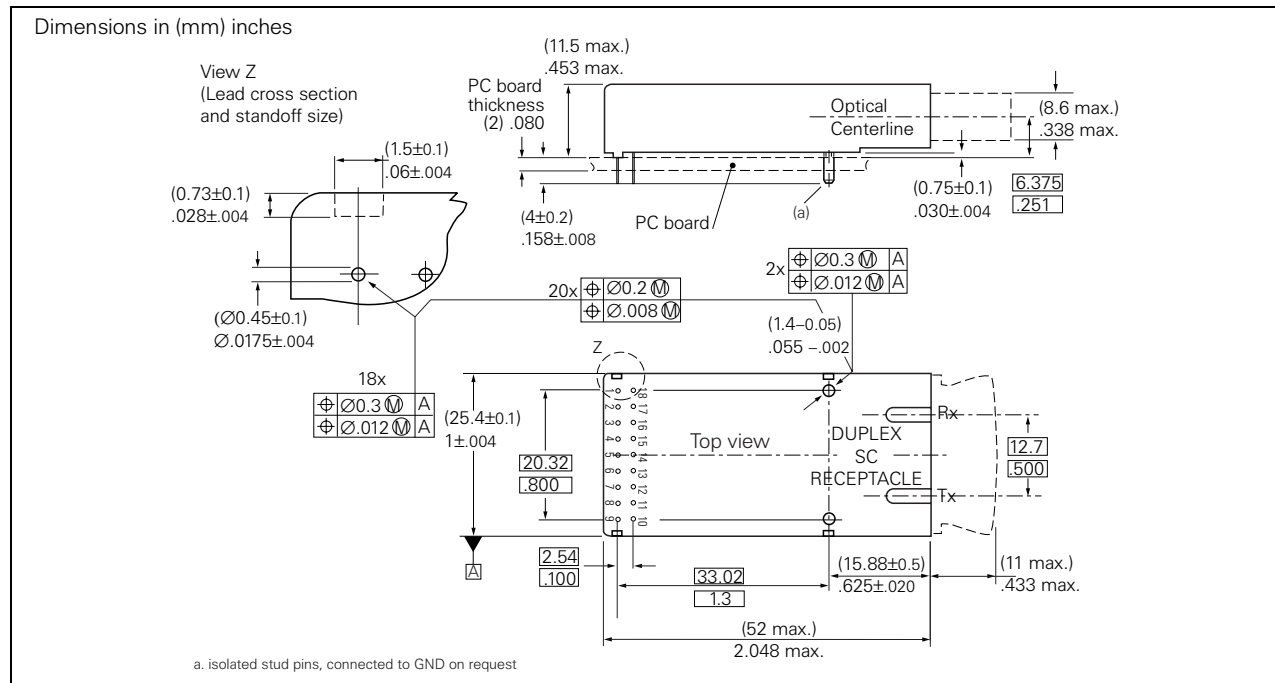 Dimensions in (mm) inches
View Z
(Lead cross section
and standoff size)
(1.5±0.1)
.06±.004
(0.73±0.1)
.028±.004
(Ø0.45±0.1)
Ø.0175±.004
(11.5 max.)
.453 max.
PC board
thickness
(2) .080
Optical
Centerline
(8.6 max.)
.338 max.
(0.75±0.1)
.030±.004
6.375
.251
(4±0.2)
.158±.008
PC board
(a)
2x
Ø0.3 Ⓜ A
Ø.012 Ⓜ A
20x
Ø0.2 Ⓜ
Ø.008 Ⓜ
(1.4–0.05)
.055 –.002
18x
Ø0.3 Ⓜ A
Ø.012 Ⓜ A
Z
(25.4±0.1)
1±.004
20.32
.800
1 18
2 17
3 16
4 15
5 14
6 13
7 12
8 11
9 10
Top view
DUPLEX
SC
RECEPTACLE
Rx
Tx
12.7
.500
A
2.54
.100
33.02
1.3
(15.88±0.5)
.625±.020
(11 max.)
.433 max.
(52 max.)
2.048 max.
a. isolated stud pins, connected to GND on request